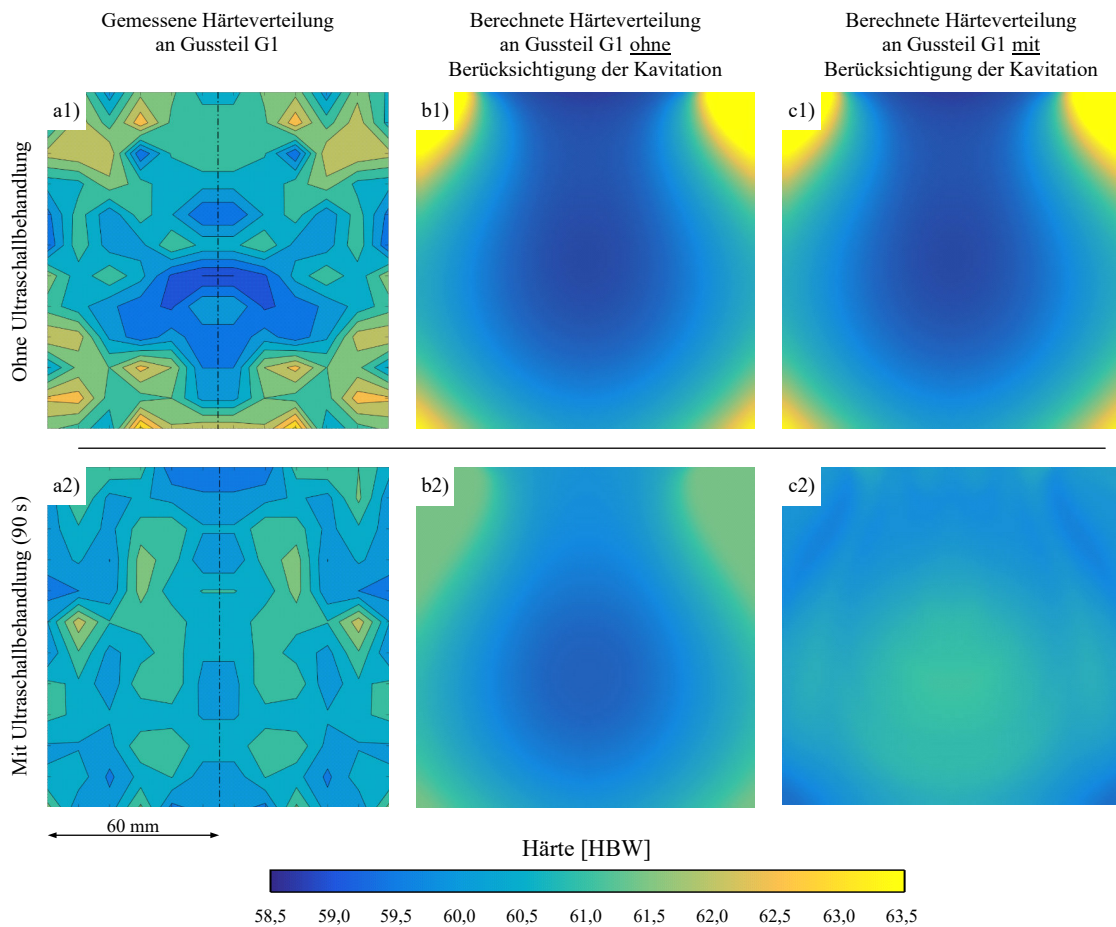 Gemessene Härteverteilung
an Gussteil G1
Berechnete Härteverteilung
an Gussteil G1 ohne
Berücksichtigung der Kavitation
Berechnete Härteverteilung
an Gussteil G1 mit
Berücksichtigung der Kavitation
Ohne Ultraschallbehandlung
a1)
b1)
c1)
Mit Ultraschallbehandlung (90 s)
a2)
b2)
c2)
60 mm
Härte [HBW]
58,5 59,0 59,5 60,0 60,5 61,0 61,5 62,0 62,5 63,0 63,5